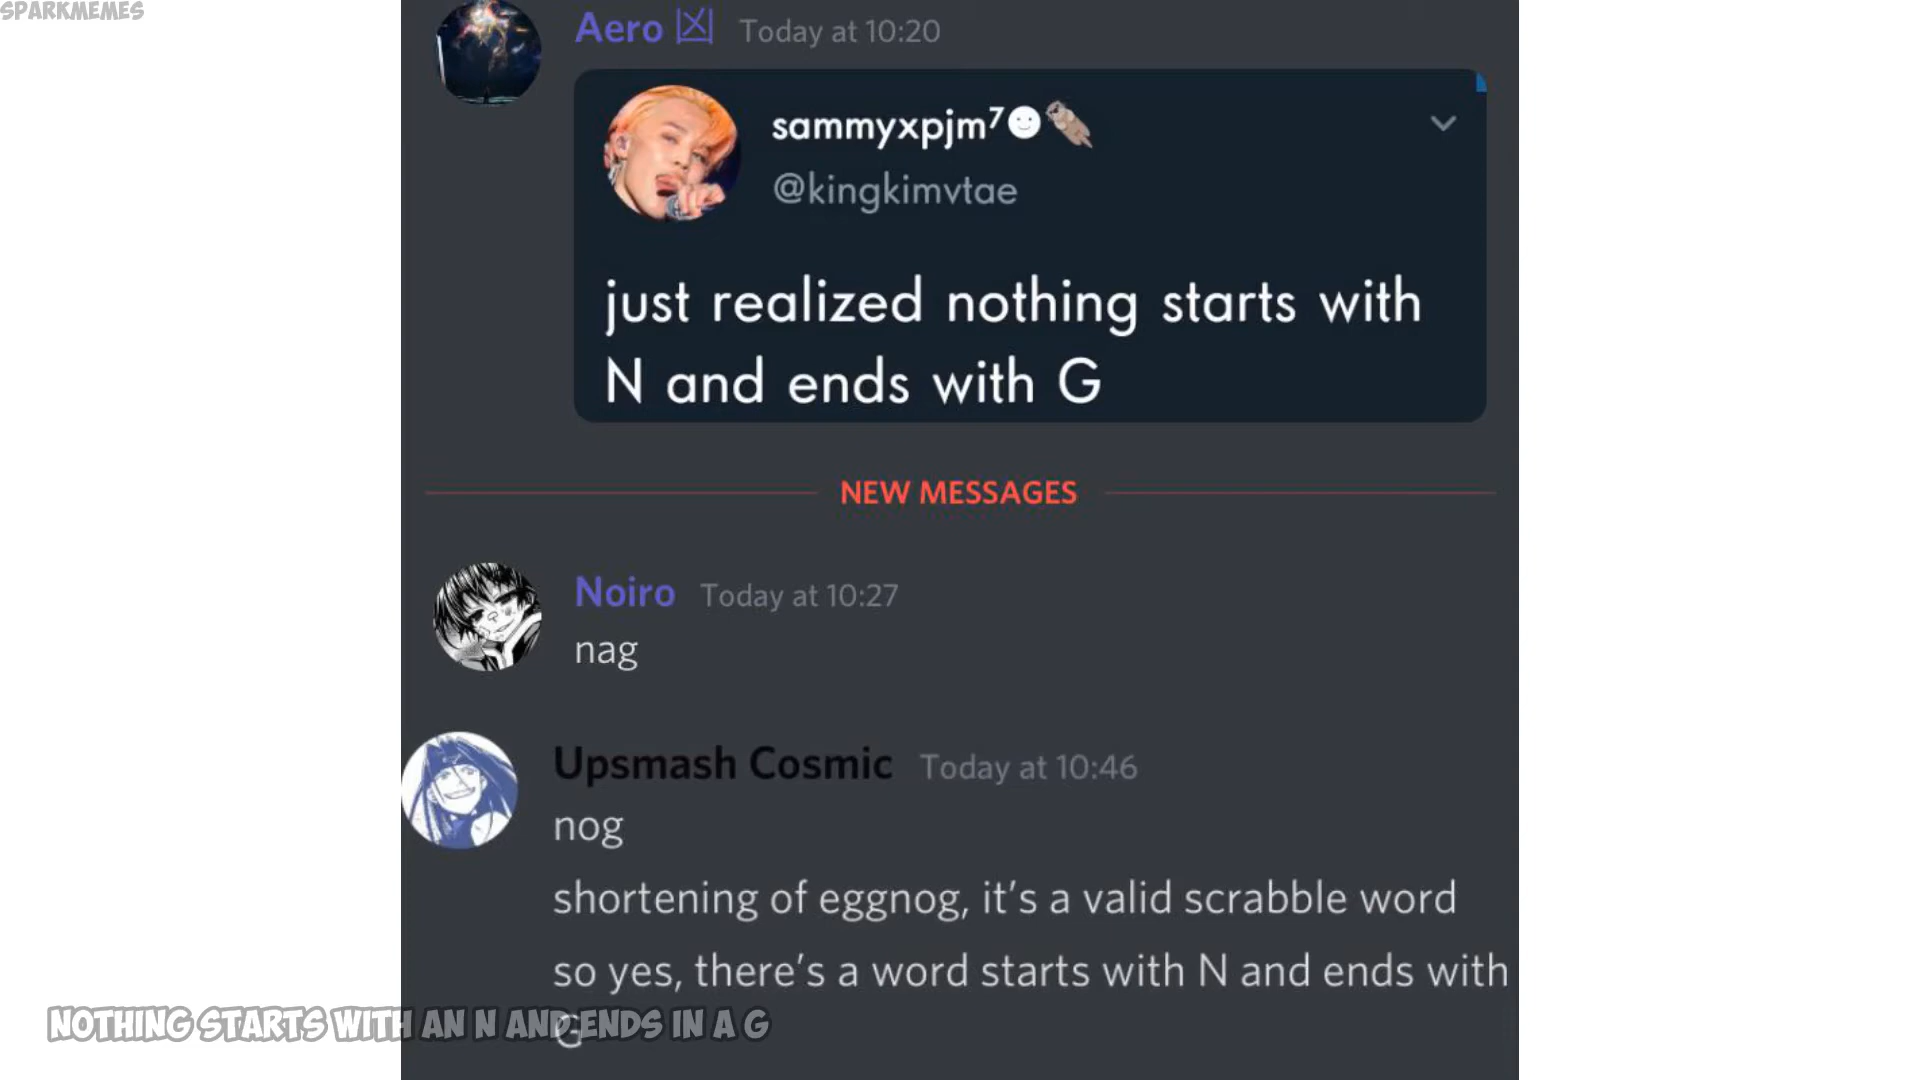 SPARKMEMES
Aero 凶 Today at 10:20
sammyxpjm⁷
@kingkimvtae
just realized nothing starts with
N and ends with G
NEW MESSAGES
Noiro Today at 10:27
nag
Upsmash Cosmic Today at 10:46
nog
shortening of eggnog, it's a valid scrabble word
so yes, there's a word starts with N and ends with
G
NOTHING STARTS WITH AN N AND ENDS IN A G